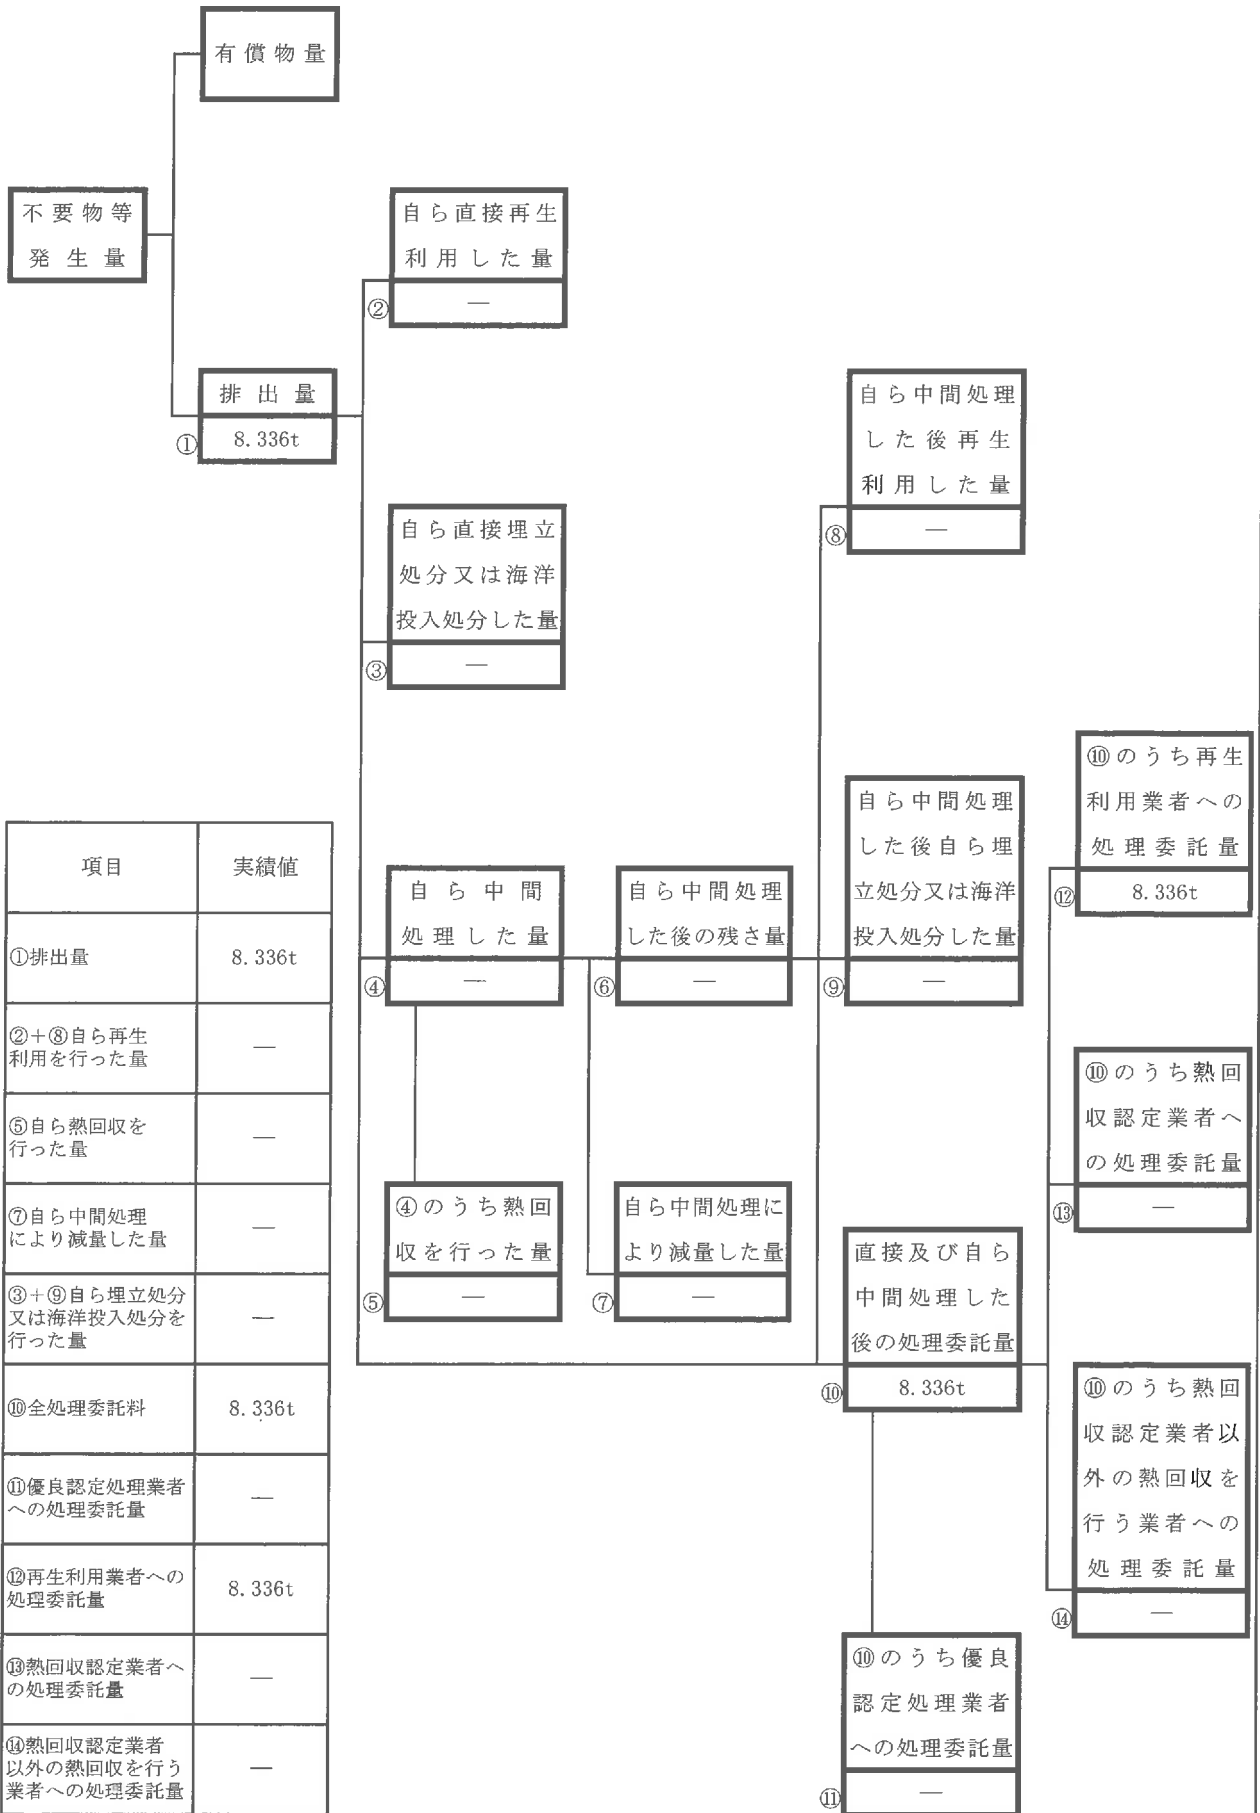 有償物量
不要物等
発生量
排出量
① 8.336t
自ら直接再生
利用した量
② —
自ら直接埋立
処分又は海洋
投入処分した量
③ —
自ら中間
処理した量
④ —
④のうち熱回
収を行った量
⑤ —
自ら中間処理
した後の残さ量
⑥ —
自ら中間処理に
より減量した量
⑦ —
自ら中間処理
した後再生
利用した量
⑧ —
自ら中間処理
した後自ら埋
立処分又は海洋
投入処分した量
⑨ —
直接及び自ら
中間処理した
後の処理委託量
⑩ 8.336t
⑩のうち優良
認定処理業者
への処理委託量
⑪ —
⑩のうち再生
利用業者への
処理委託量
⑫ 8.336t
⑩のうち熱回
収認定業者へ
の処理委託量
⑬ —
⑩のうち熱回
収認定業者以
外の熱回収を
行う業者への
処理委託量
⑭ —
項目 実績値
①排出量 8.336t
②+⑧自ら再生
利用を行った量 —
⑤自ら熱回収を
行った量 —
⑦自ら中間処理
により減量した量 —
③+⑨自ら埋立処分
又は海洋投入処分を
行った量 —
⑩全処理委託料 8.336t
⑪優良認定処理業者
への処理委託量 —
⑫再生利用業者への
処理委託量 8.336t
⑬熱回収認定業者へ
の処理委託量 —
⑭熱回収認定業者
以外の熱回収を行う
業者への処理委託量 —